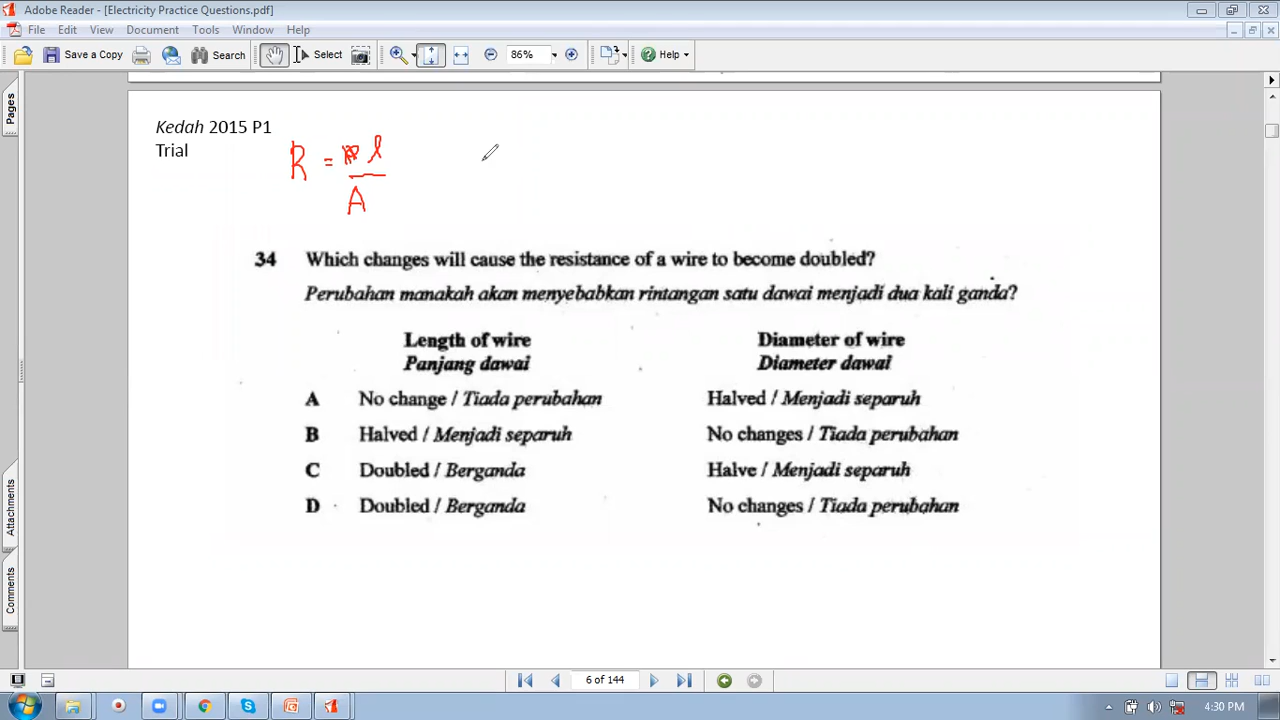 Adobe Reader - [Electricity Practice Questions.pdf]
File Edit View Document Tools Window Help
Save a Copy Search Select 86% Help
Pages
Kedah 2015 P1
Trial
R = l
A
34 Which changes will cause the resistance of a wire to become doubled?
Perubahan manakah akan menyebabkan rintangan satu dawai menjadi dua kali ganda?
Length of wire Diameter of wire
Panjang dawai Diameter dawai
A No change / Tiada perubahan Halved / Menjadi separuh
B Halved / Menjadi separuh No changes / Tiada perubahan
C Doubled / Berganda Halve / Menjadi separuh
D Doubled / Berganda No changes / Tiada perubahan
Attachments
Comments
6 of 144
4:30 PM